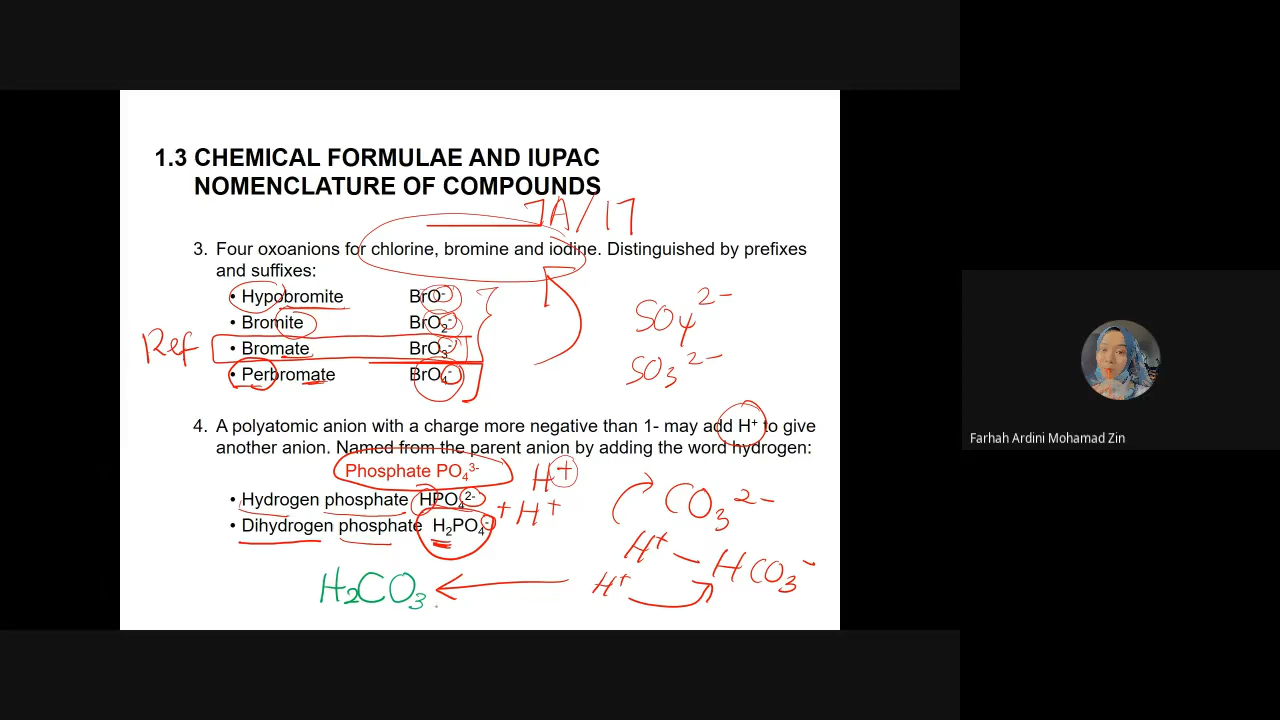 1.3 CHEMICAL FORMULAE AND IUPAC
NOMENCLATURE OF COMPOUNDS
7A/17
3. Four oxoanions for chlorine, bromine and iodine. Distinguished by prefixes
and suffixes:
• Hypobromite BrO⁻
• Bromite BrO₂⁻
Ref
• Bromate BrO₃⁻
• Perbromate BrO₄⁻
SO₄²⁻
SO₃²⁻
4. A polyatomic anion with a charge more negative than 1- may add H⁺ to give
another anion. Named from the parent anion by adding the word hydrogen:
Phosphate PO₄³⁻
H⁺
• Hydrogen phosphate HPO₄²⁻
+ H⁺
• Dihydrogen phosphate H₂PO₄⁻
CO₃²⁻
H⁺ — HCO₃⁻
H⁺
H₂CO₃
Farhah Ardini Mohamad Zin